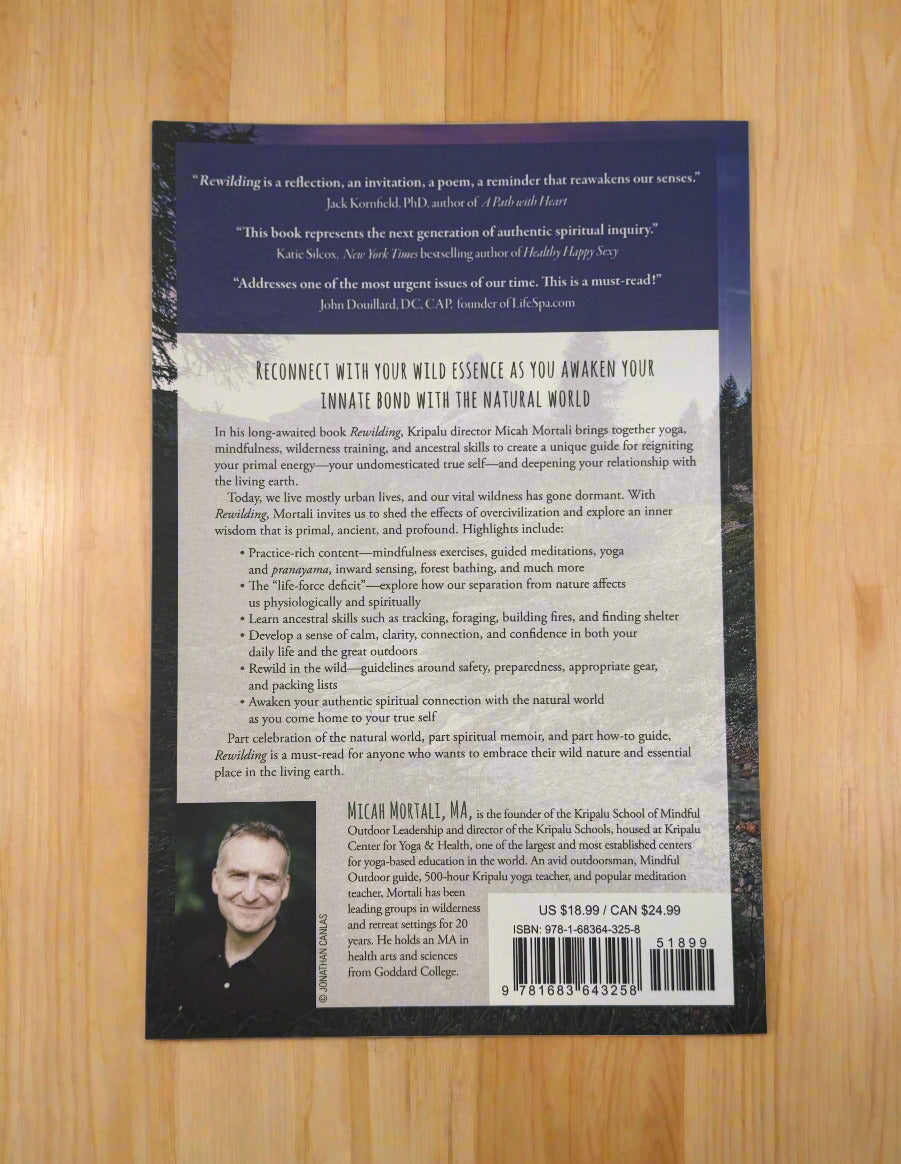 “Rewilding is a reflection, an invitation, a poem, a reminder that reawakens our senses.”
Jack Kornfield, PhD, author of A Path with Heart
“This book represents the next generation of authentic spiritual inquiry.”
Katie Silcox, New York Times bestselling author of Healthy Happy Sexy
“Addresses one of the most urgent issues of our time. This is a must-read!”
John Douillard, DC, CAP, founder of LifeSpa.com
RECONNECT WITH YOUR WILD ESSENCE AS YOU AWAKEN YOUR
INNATE BOND WITH THE NATURAL WORLD
In his long-awaited book Rewilding, Kripalu director Micah Mortali brings together yoga,
mindfulness, wilderness training, and ancestral skills to create a unique guide for reigniting
your primal energy—your undomesticated true self—and deepening your relationship with
the living earth.
Today, we live mostly urban lives, and our vital wildness has gone dormant. With
Rewilding, Mortali invites us to shed the effects of overcivilization and explore an inner
wisdom that is primal, ancient, and profound. Highlights include:
• Practice-rich content—mindfulness exercises, guided meditations, yoga
and pranayama, inward sensing, forest bathing, and much more
• The “life-force deficit”—explore how our separation from nature affects
us physiologically and spiritually
• Learn ancestral skills such as tracking, foraging, building fires, and finding shelter
• Develop a sense of calm, clarity, connection, and confidence in both your
daily life and the great outdoors
• Rewild in the wild—guidelines around safety, preparedness, appropriate gear,
and packing lists
• Awaken your authentic spiritual connection with the natural world
as you come home to your true self
Part celebration of the natural world, part spiritual memoir, and part how-to guide,
Rewilding is a must-read for anyone who wants to embrace their wild nature and essential
place in the living earth.
MICAH MORTALI, MA, is the founder of the Kripalu School of Mindful
Outdoor Leadership and director of the Kripalu Schools, housed at Kripalu
Center for Yoga & Health, one of the largest and most established centers
for yoga-based education in the world. An avid outdoorsman, Mindful
Outdoor guide, 500-hour Kripalu yoga teacher, and popular meditation
teacher, Mortali has been
leading groups in wilderness
and retreat settings for 20
years. He holds an MA in
health arts and sciences
from Goddard College.
© JONATHAN CANLAS
US $18.99 / CAN $24.99
ISBN: 978-1-68364-325-8
51899
9 781683 643258